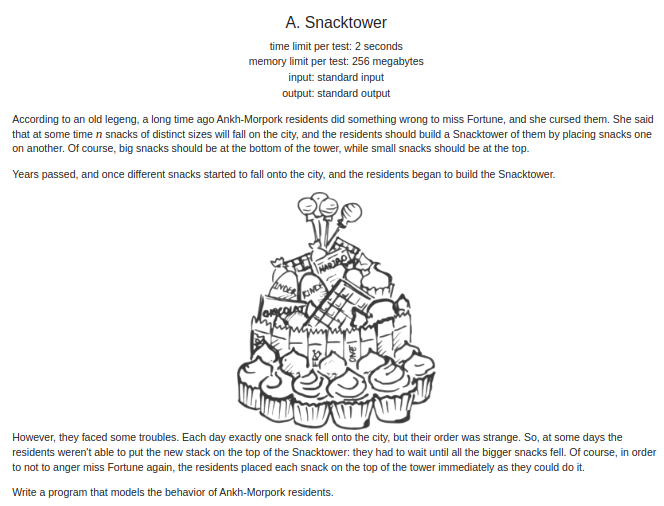 A. Snacktower
time limit per test: 2 seconds
memory limit per test: 256 megabytes
input: standard input
output: standard output
According to an old legeng, a long time ago Ankh-Morpork residents did something wrong to miss Fortune, and she cursed them. She said
that at some time n snacks of distinct sizes will fall on the city, and the residents should build a Snacktower of them by placing snacks one
on another. Of course, big snacks should be at the bottom of the tower, while small snacks should be at the top.
Years passed, and once different snacks started to fall onto the city, and the residents began to build the Snacktower.
HARIBO
KINDER
CHOCOLAT
However, they faced some troubles. Each day exactly one snack fell onto the city, but their order was strange. So, at some days the
residents weren't able to put the new stack on the top of the Snacktower: they had to wait until all the bigger snacks fell. Of course, in order
to not to anger miss Fortune again, the residents placed each snack on the top of the tower immediately as they could do it.
Write a program that models the behavior of Ankh-Morpork residents.